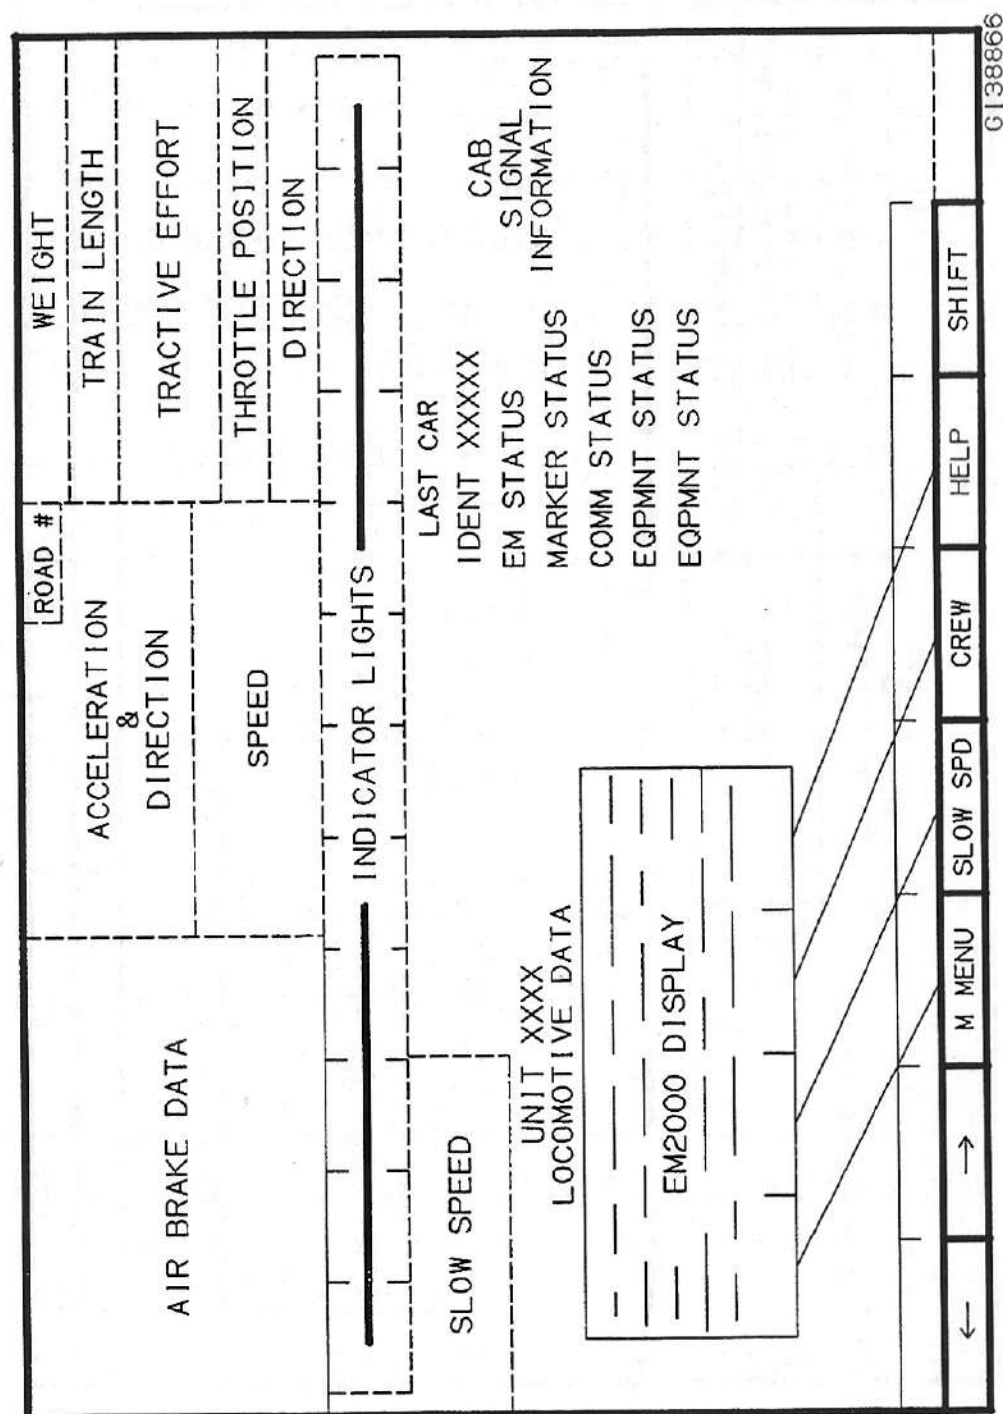 AIR BRAKE DATA
ROAD #
ACCELERATION
&
DIRECTION
SPEED
WEIGHT
TRAIN LENGTH
TRACTIVE EFFORT
THROTTLE POSITION
DIRECTION
INDICATOR LIGHTS
SLOW SPEED
UNIT XXXX
LOCOMOTIVE DATA
EM2000 DISPLAY
LAST CAR
IDENT XXXXX
EM STATUS
MARKER STATUS
COMM STATUS
EQPMNT STATUS
EQPMNT STATUS
CAB
SIGNAL
INFORMATION
←
→
M MENU
SLOW SPD
CREW
HELP
SHIFT
G138866